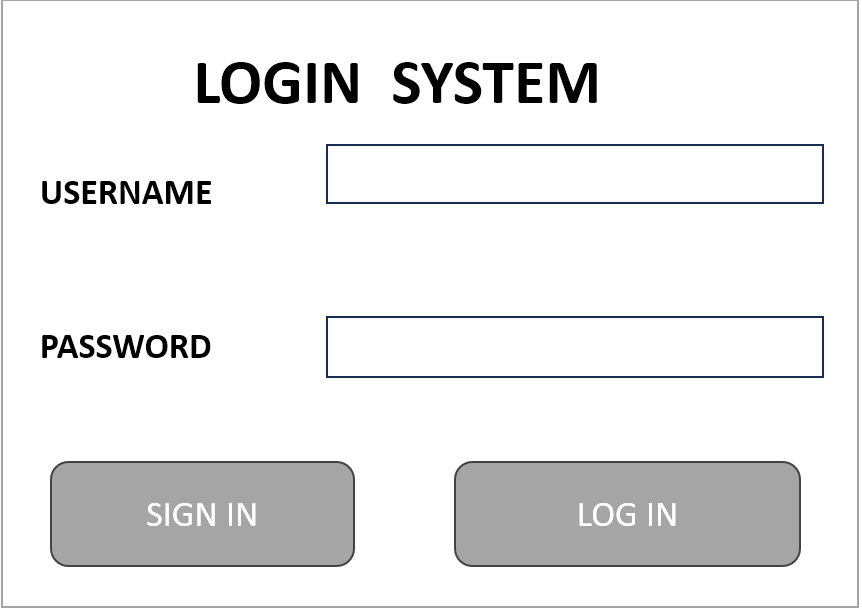 LOGIN SYSTEM
USERNAME
PASSWORD
SIGN IN
LOG IN